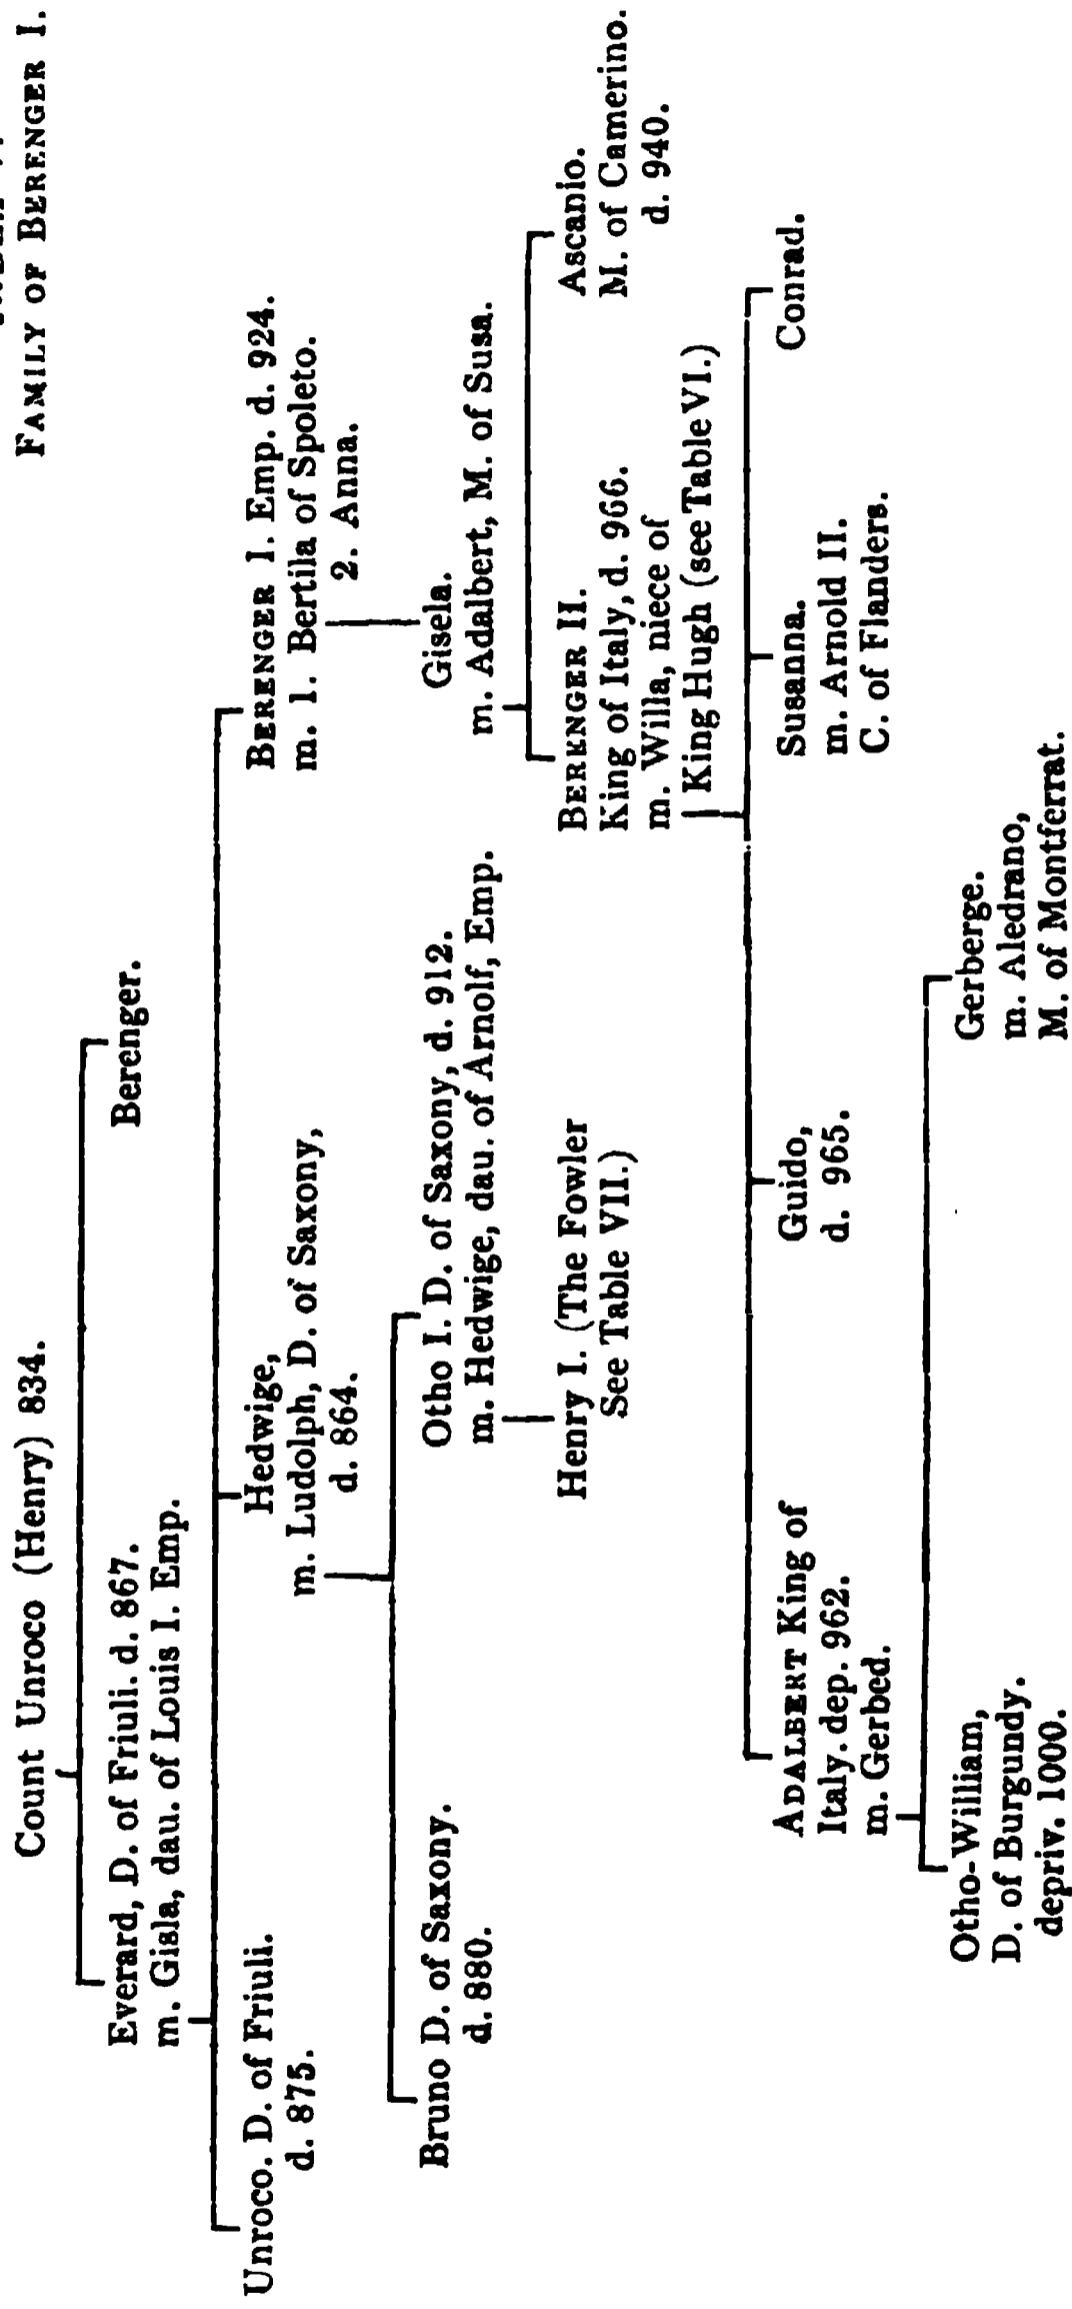 FAMILY OF BERENGER I.
Count Unroco (Henry) 834.
Everard, D. of Friuli. d. 867.
m. Gisla, dau. of Louis I. Emp.
Berenger.
Unroco. D. of Friuli.
d. 875.
Hedwige,
m. Ludolph, D. of Saxony,
d. 864.
BERENGER I. Emp. d. 924.
m. 1. Bertila of Spoleto.
2. Anna.
Bruno D. of Saxony.
d. 880.
Otho I. D. of Saxony, d. 912.
m. Hedwige, dau. of Arnolf, Emp.
Gisela.
m. Adalbert, M. of Susa.
Henry I. (The Fowler
See Table VII.)
BERENGER II.
King of Italy, d. 966.
m. Willa, niece of
King Hugh (see Table VI.)
Ascanio.
M. of Camerino.
d. 940.
ADALBERT King of
Italy. dep. 962.
m. Gerbed.
Guido,
d. 965.
Susanna.
m. Arnold II.
C. of Flanders.
Conrad.
Otho-William,
D. of Burgundy.
depriv. 1000.
Gerberge.
m. Aledrano,
M. of Montferrat.